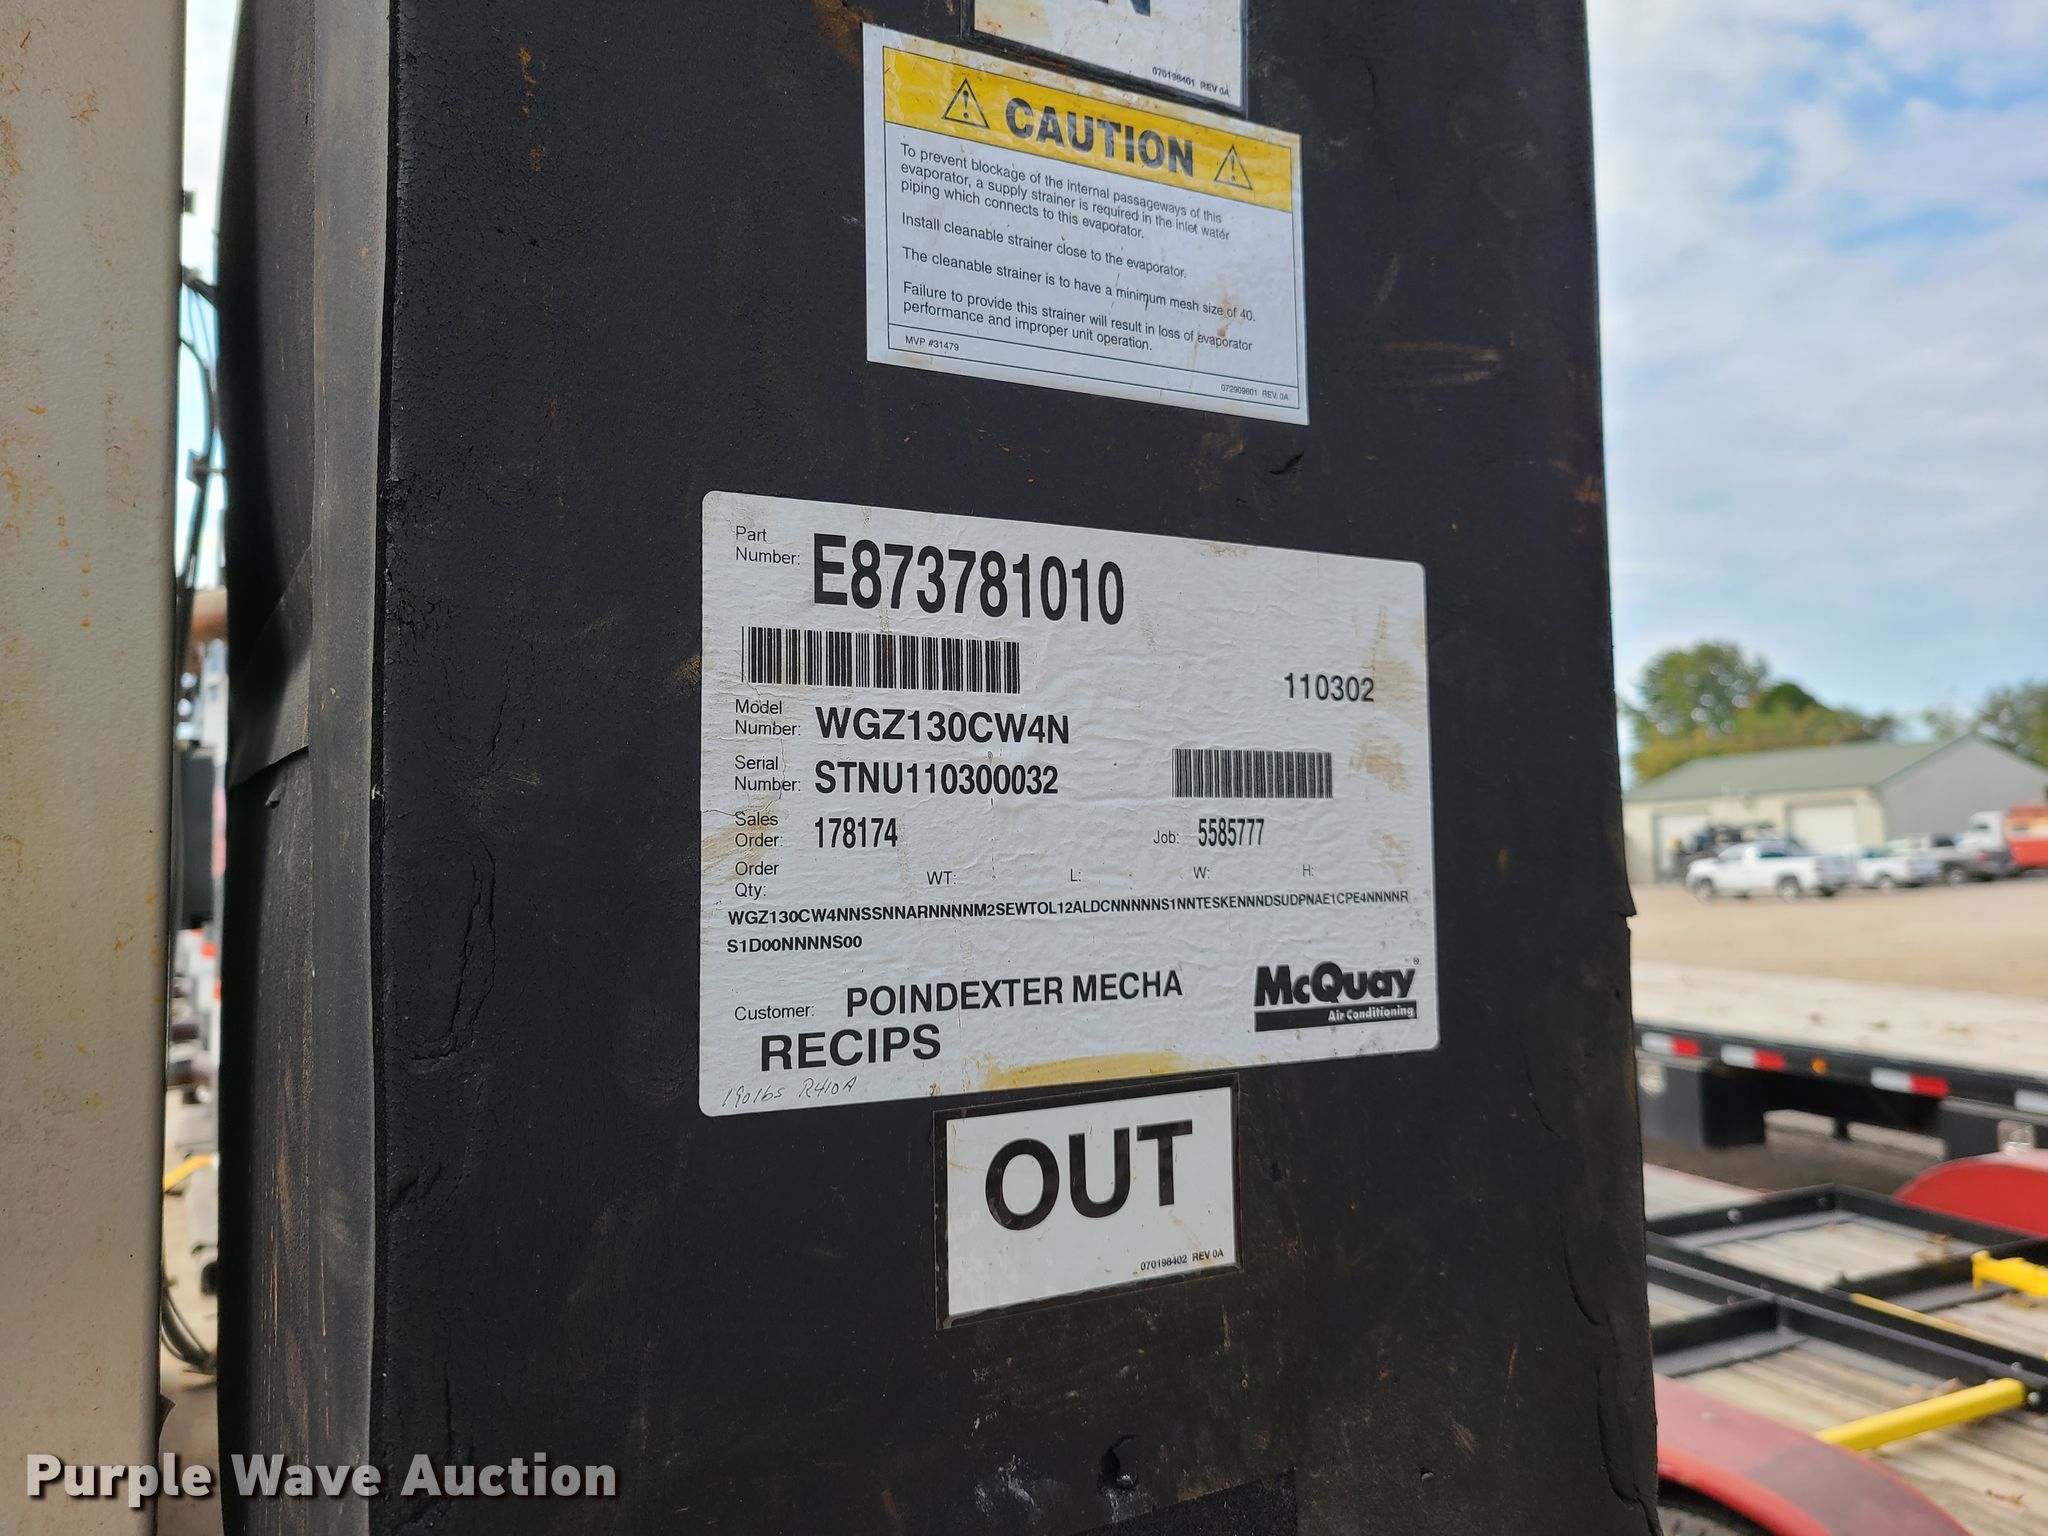 070198401 REV 0A
CAUTION
To prevent blockage of the internal passageways of this
evaporator, a supply strainer is required in the inlet water
piping which connects to this evaporator.
Install cleanable strainer close to the evaporator.
The cleanable strainer is to have a minimum mesh size of 40.
Failure to provide this strainer will result in loss of evaporator
performance and improper unit operation.
MVP #31479
072909801 REV. 0A
Part
Number: E873781010
110302
Model
Number: WGZ130CW4N
Serial
Number: STNU110300032
Sales
Order: 178174 Job: 5585777
Order
Qty: WT: L: W: H:
WGZ130CW4NNSSNNARNNNNM2SEWTOL12ALDCNNNNNS1NNTESKENNNDSUDPNAE1CPE4NNNNR
S1D00NNNNS00
Customer: POINDEXTER MECHA
McQuay®
Air Conditioning
RECIPS
190lbs R410A
OUT
070198402 REV 0A
Purple Wave Auction